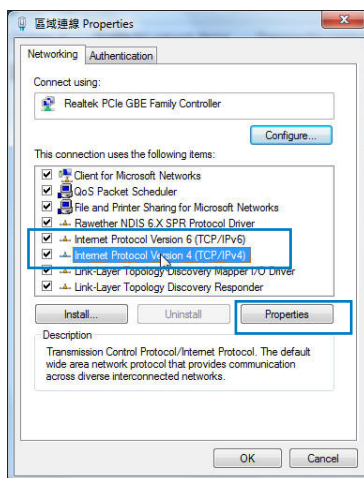 區域連線 Properties
Networking
Authentication
Connect using:
Realtek PCIe GBE Family Controller
Configure...
This connection uses the following items:
Client for Microsoft Networks
QoS Packet Scheduler
File and Printer Sharing for Microsoft Networks
Rawether NDIS 6.X SPR Protocol Driver
Internet Protocol Version 6 (TCP/IPv6)
Internet Protocol Version 4 (TCP/IPv4)
Link-Layer Topology Discovery Mapper I/O Driver
Link-Layer Topology Discovery Responder
Install...
Uninstall
Properties
Description
Transmission Control Protocol/Internet Protocol. The default
wide area network protocol that provides communication
across diverse interconnected networks.
OK
Cancel